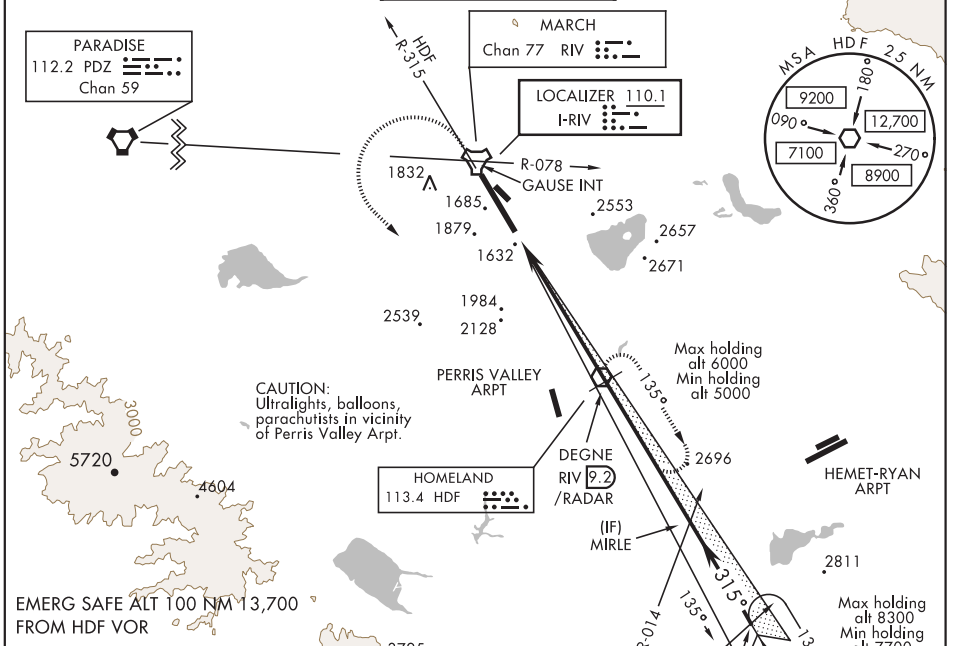 PARADISE
112.2 PDZ
Chan 59
HDF
R-315
MARCH
Chan 77 RIV
LOCALIZER 110.1
I-RIV
MSA HDF 25 NM
180°
9200
090°
12,700
7100
270°
8900
360°
R-078
GAUSE INT
1832
1685
1879
1632
2553
2657
2671
1984
2539
2128
Max holding
alt 6000
Min holding
alt 5000
PERRIS VALLEY
ARPT
135°
CAUTION:
Ultralights, balloons,
parachutists in vicinity
of Perris Valley Arpt.
3000
5720
4604
DEGNE
RIV 9.2
/RADAR
2696
HOMELAND
113.4 HDF
HEMET-RYAN
ARPT
(IF)
MIRLE
2811
315°
135°
R-014
EMERG SAFE ALT 100 NM 13,700
FROM HDF VOR
Max holding
alt 8300
Min holding
alt 7700
13